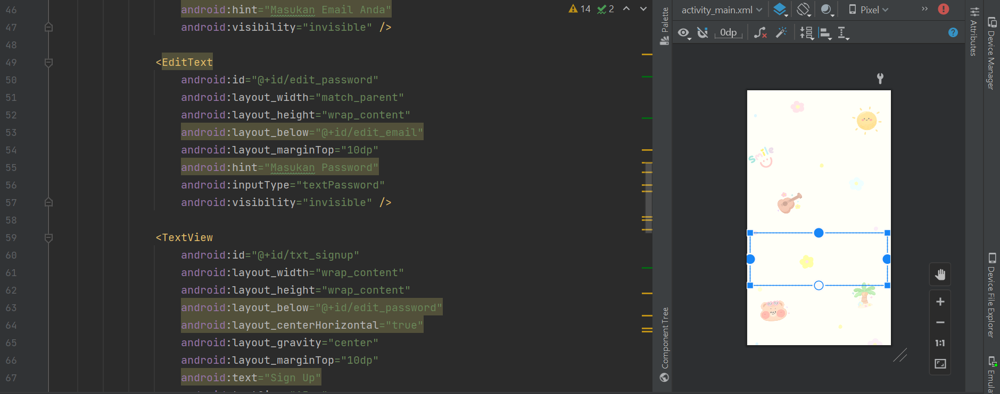 46 android:hint="Masukan Email Anda"
47 android:visibility="invisible" />
48
49 <EditText
50 android:id="@+id/edit_password"
51 android:layout_width="match_parent"
52 android:layout_height="wrap_content"
53 android:layout_below="@+id/edit_email"
54 android:layout_marginTop="10dp"
55 android:hint="Masukan Password"
56 android:inputType="textPassword"
57 android:visibility="invisible" />
58
59 <TextView
60 android:id="@+id/txt_signup"
61 android:layout_width="wrap_content"
62 android:layout_height="wrap_content"
63 android:layout_below="@+id/edit_password"
64 android:layout_centerHorizontal="true"
65 android:layout_gravity="center"
66 android:layout_marginTop="10dp"
67 android:text="Sign Up"
14 2
Palette
Component Tree
activity_main.xml Pixel
0dp
smile
1:1
Attributes
Device Manager
Device File Explorer